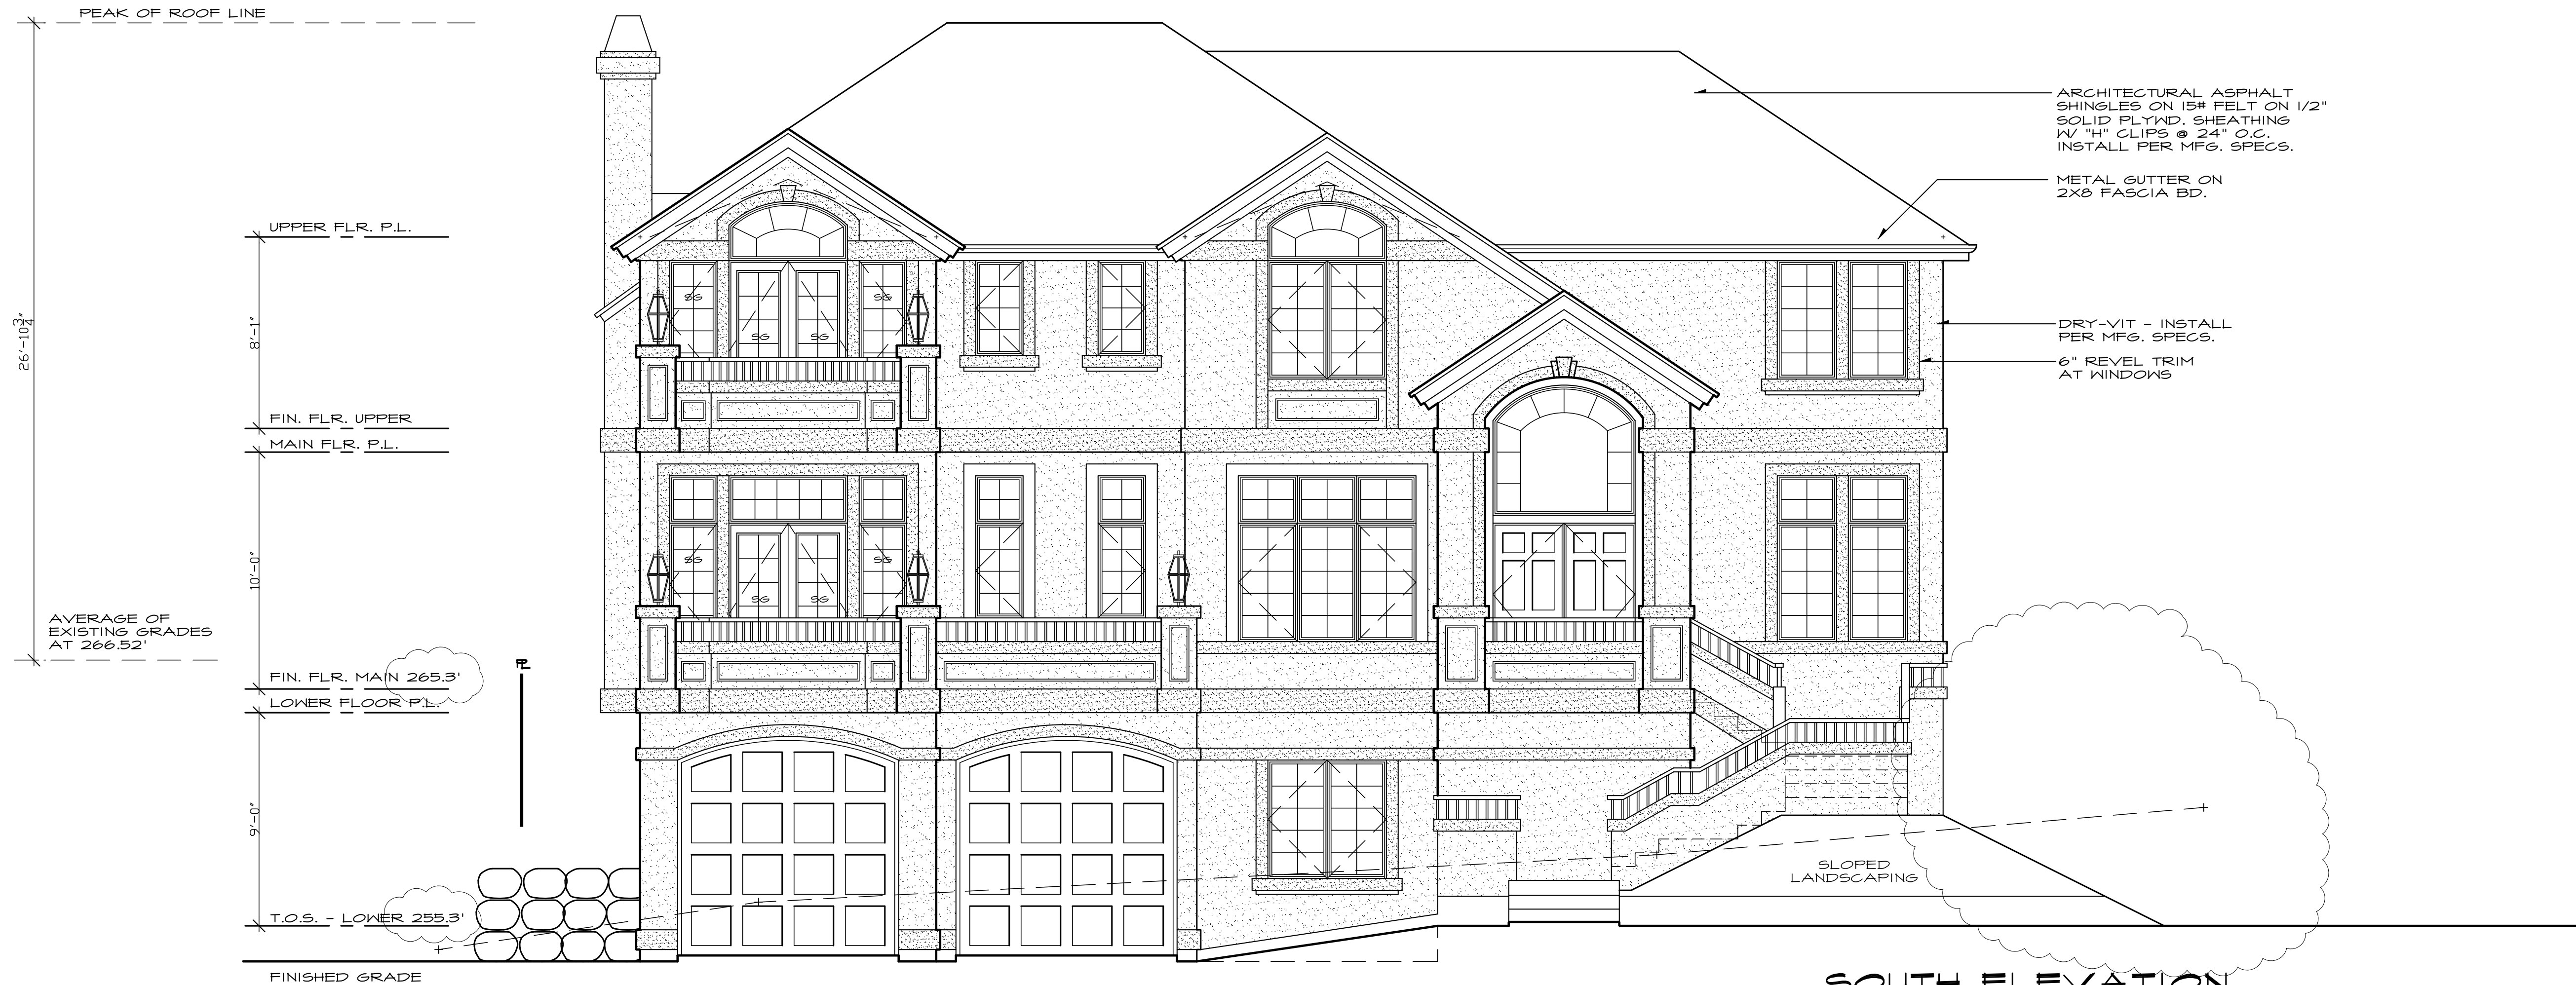 PEAK OF ROOF LINE
26'-10 3/4"
UPPER FLR. P.L.
8'-1"
FIN. FLR. UPPER
MAIN FLR. P.L.
10'-0"
AVERAGE OF
EXISTING GRADES
AT 266.52'
FIN. FLR. MAIN 265.3'
LOWER FLOOR P.L.
9'-0"
T.O.S. - LOWER 255.3'
FINISHED GRADE
PL
SG
SG
SG
SG
SG
SG
SG
SG
ARCHITECTURAL ASPHALT
SHINGLES ON 15# FELT ON 1/2"
SOLID PLYWD. SHEATHING
W/ "H" CLIPS @ 24" O.C.
INSTALL PER MFG. SPECS.
METAL GUTTER ON
2X8 FASCIA BD.
DRY-VIT - INSTALL
PER MFG. SPECS.
6" REVEL TRIM
AT WINDOWS
SLOPED
LANDSCAPING
SOUTH ELEVATION